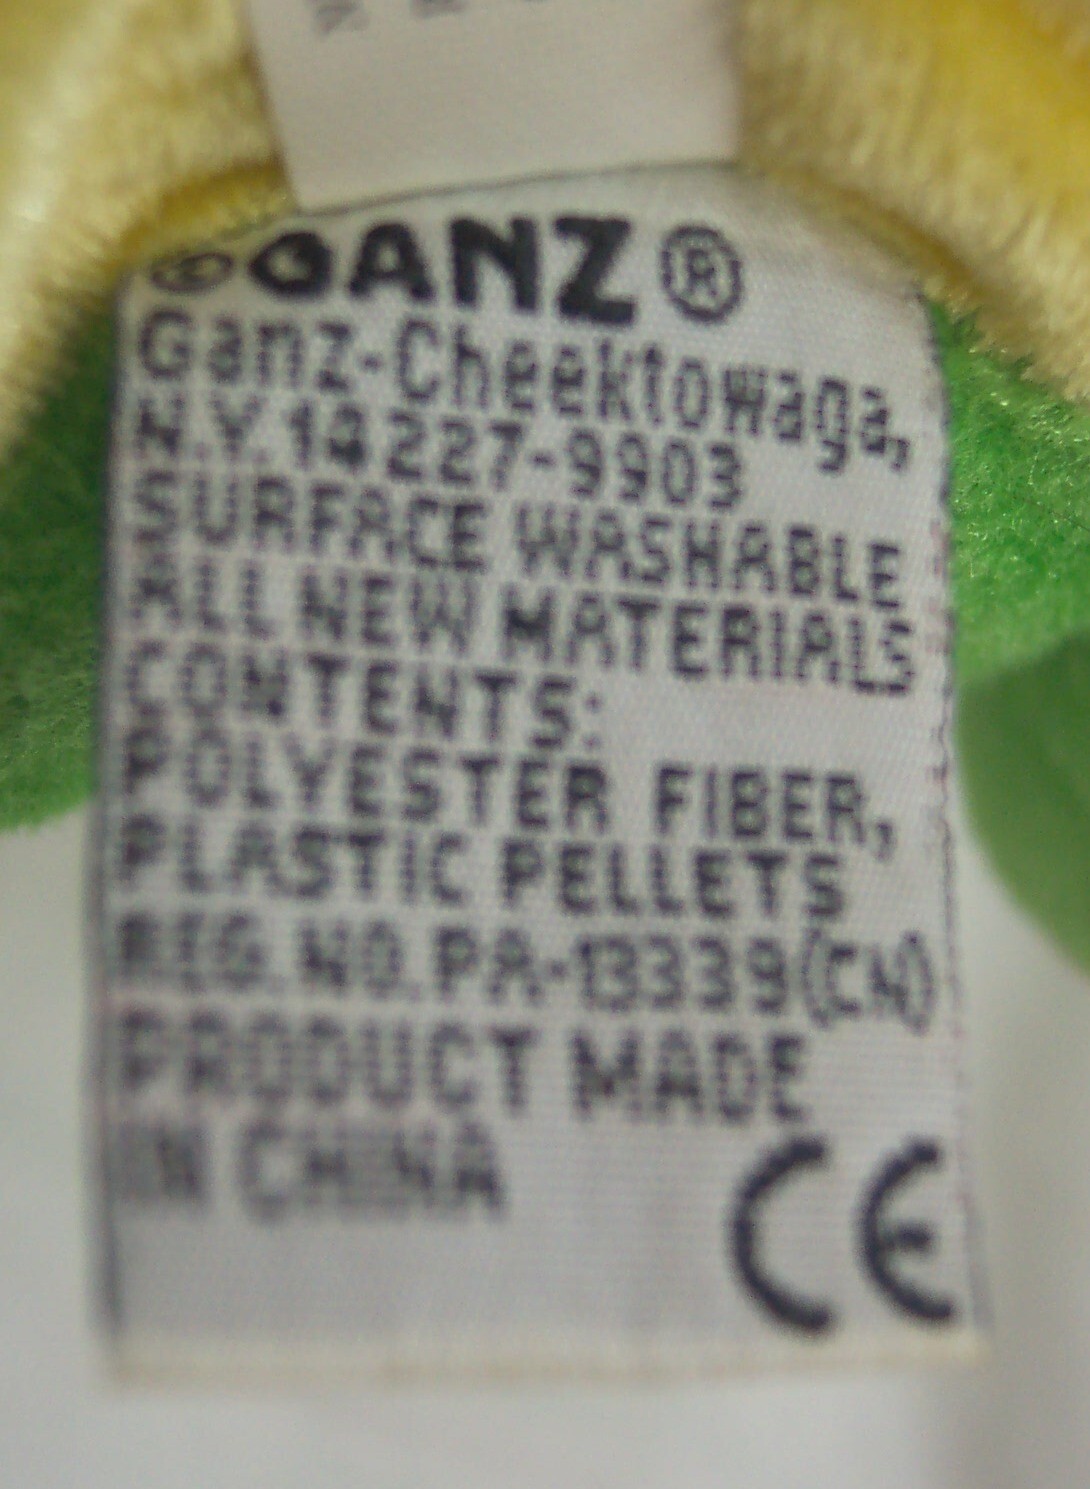 ©GANZ®
Ganz-Cheektowaga,
N.Y. 14227-9903
SURFACE WASHABLE
ALL NEW MATERIALS
CONTENTS:
POLYESTER FIBER,
PLASTIC PELLETS
REG. NO. PA-13339(CN)
PRODUCT MADE
IN CHINA
CE